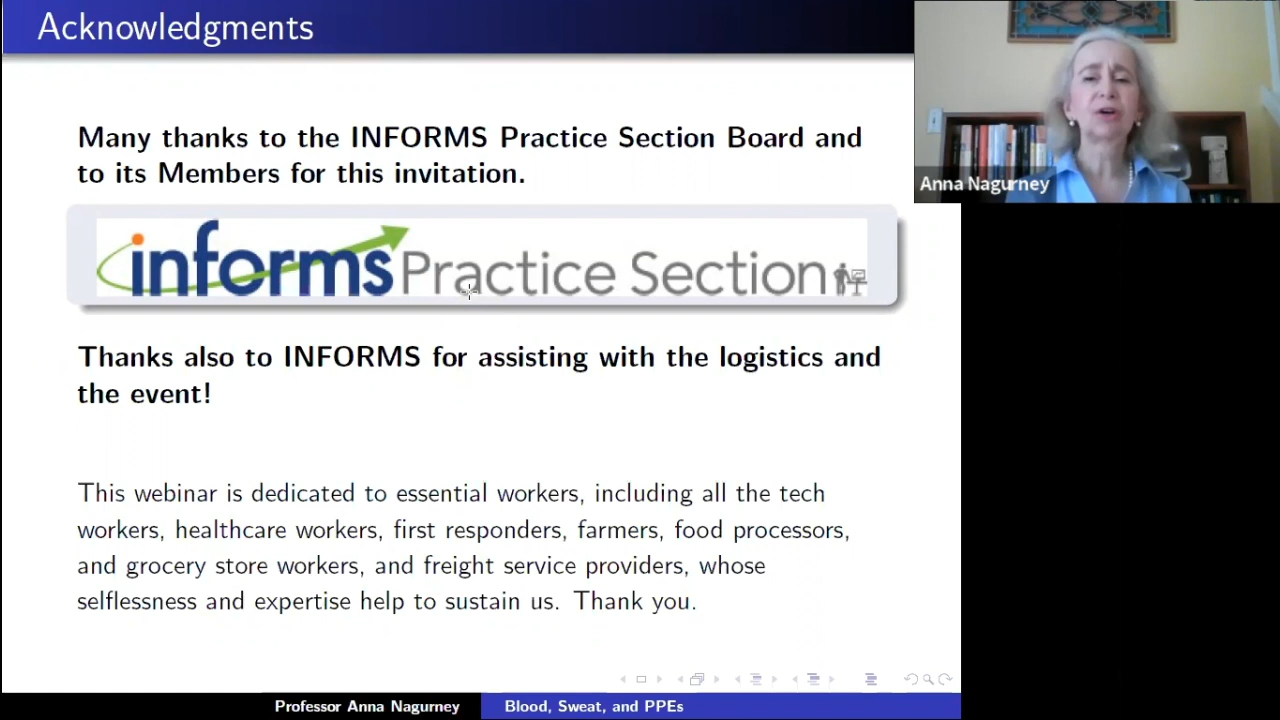 Acknowledgments
Many thanks to the INFORMS Practice Section Board and
to its Members for this invitation.
informs Practice Section
Thanks also to INFORMS for assisting with the logistics and
the event!
This webinar is dedicated to essential workers, including all the tech
workers, healthcare workers, first responders, farmers, food processors,
and grocery store workers, and freight service providers, whose
selflessness and expertise help to sustain us. Thank you.
Professor Anna Nagurney
Blood, Sweat, and PPEs
Anna Nagurney